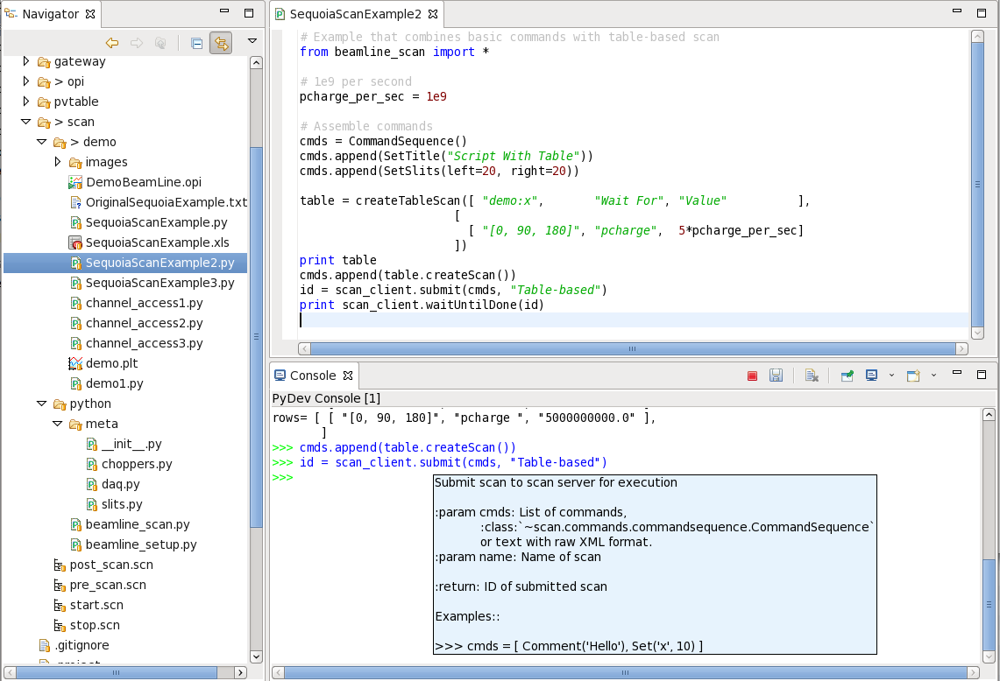 Navigator
gateway
> opi
pvtable
> scan
> demo
images
DemoBeamLine.opi
OriginalSequoiaExample.txt
SequoiaScanExample.py
SequoiaScanExample.xls
SequoiaScanExample2.py
SequoiaScanExample3.py
channel_access1.py
channel_access2.py
channel_access3.py
demo.plt
demo1.py
python
meta
__init__.py
choppers.py
daq.py
slits.py
beamline_scan.py
beamline_setup.py
post_scan.scn
pre_scan.scn
start.scn
stop.scn
.gitignore
.project
SequoiaScanExample2
# Example that combines basic commands with table-based scan
from beamline_scan import *
# 1e9 per second
pcharge_per_sec = 1e9
# Assemble commands
cmds = CommandSequence()
cmds.append(SetTitle("Script With Table"))
cmds.append(SetSlits(left=20, right=20))
table = createTableScan([ "demo:x", "Wait For", "Value" ],
[
[ "[0, 90, 180]", "pcharge", 5*pcharge_per_sec]
])
print table
cmds.append(table.createScan())
id = scan_client.submit(cmds, "Table-based")
print scan_client.waitUntilDone(id)
Console
PyDev Console [1]
rows= [ [ "[0, 90, 180]", "pcharge ", "5000000000.0" ],
]
>>> cmds.append(table.createScan())
>>> id = scan_client.submit(cmds, "Table-based")
>>>
Submit scan to scan server for execution
:param cmds: List of commands,
:class:`~scan.commands.commandsequence.CommandSequence`
or text with raw XML format.
:param name: Name of scan
:return: ID of submitted scan
Examples::
>>> cmds = [ Comment('Hello'), Set('x', 10) ]